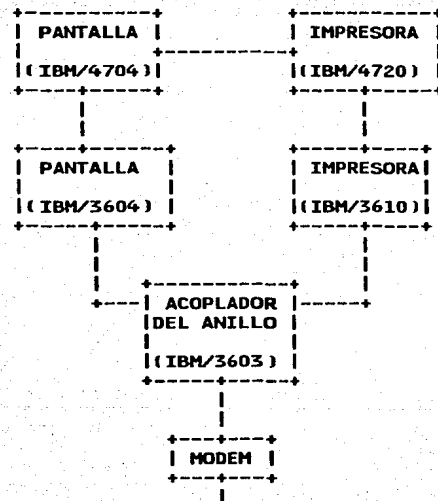 PANTALLA
(IBM/4704)
IMPRESORA
(IBM/4720)
PANTALLA
(IBM/3604)
IMPRESORA
(IBM/3610)
ACOPLADOR
DEL ANILLO
(IBM/3603)
MODEM